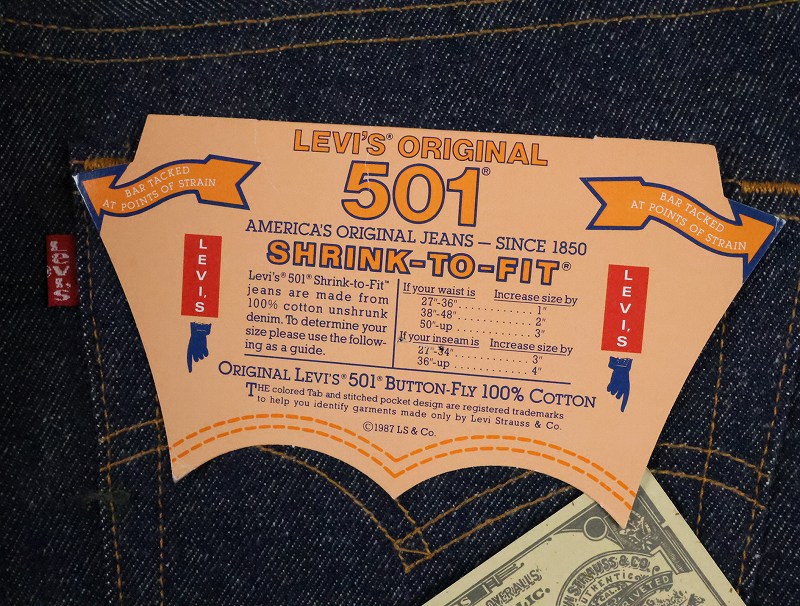 LEVI'S® ORIGINAL
501®
BAR TACKED
AT POINTS OF STRAIN
BAR TACKED
AT POINTS OF STRAIN
AMERICA'S ORIGINAL JEANS — SINCE 1850
SHRINK-TO-FIT®
LEVI'S
LEVI'S
Levi's
Levi's® 501® Shrink-to-Fit™
jeans are made from
100% cotton unshrunk
denim. To determine your
size please use the follow-
ing as a guide.
If your waist is Increase size by
27"-36" 1"
38"-48" 2"
50"-up 3"
If your inseam is Increase size by
27"-34" 3"
36"-up 4"
ORIGINAL LEVI'S® 501® BUTTON-FLY 100% COTTON
THE colored Tab and stitched pocket design are registered trademarks
to help you identify garments made only by Levi Strauss & Co.
©1987 LS & Co.
OVERALLS
STRAUSS & CO.